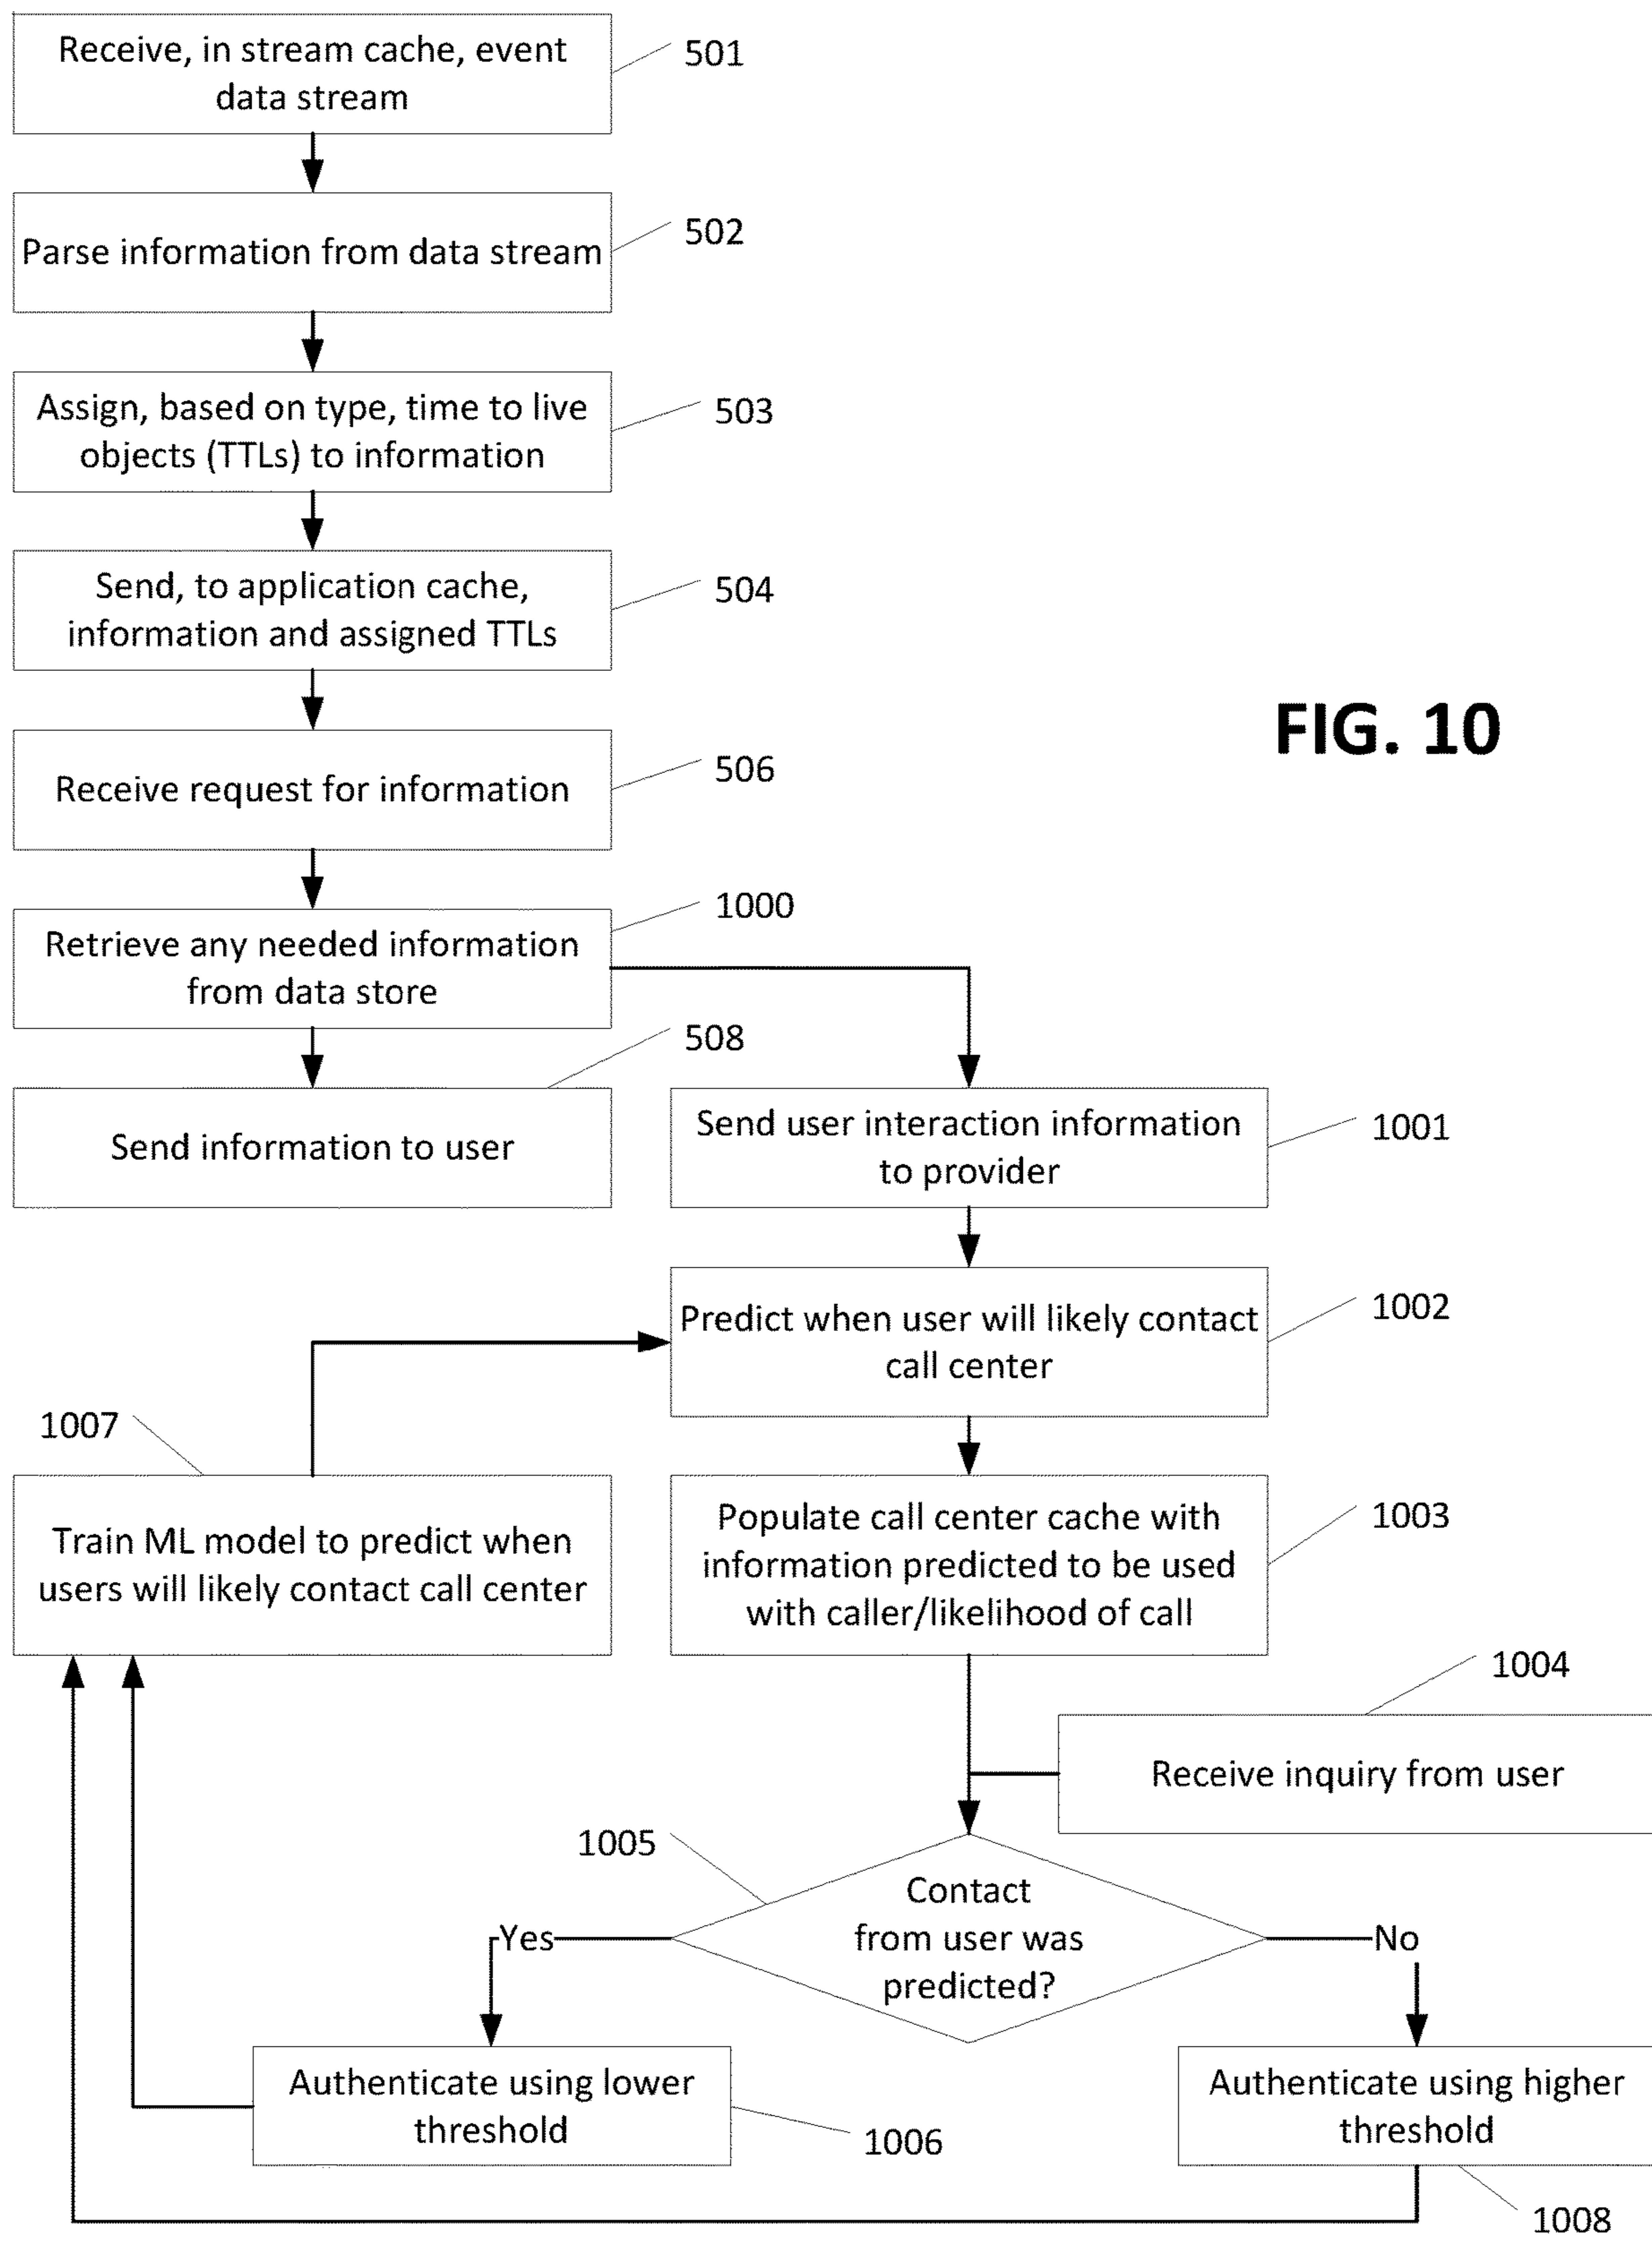 Receive, in stream cache, event
data stream
501
Parse information from data stream
502
Assign, based on type, time to live
objects (TTLs) to information
503
Send, to application cache,
information and assigned TTLs
504
FIG. 10
Receive request for information
506
Retrieve any needed information
from data store
1000
Send information to user
508
Send user interaction information
to provider
1001
Predict when user will likely contact
call center
1002
1007
Train ML model to predict when
users will likely contact call center
Populate call center cache with
information predicted to be used
with caller/likelihood of call
1003
1004
Receive inquiry from user
1005
Contact
from user was
predicted?
Yes
No
Authenticate using lower
threshold
1006
Authenticate using higher
threshold
1008